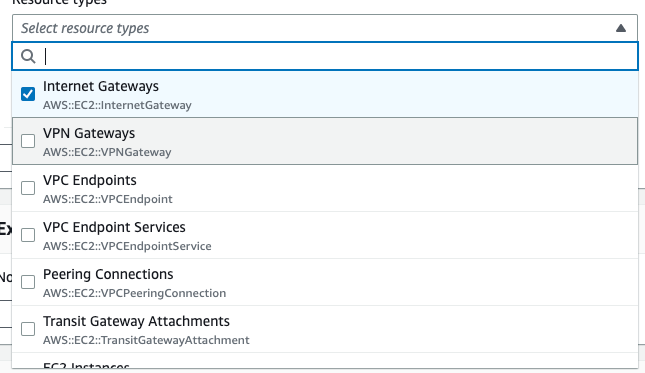 Resource types
Select resource types
Internet Gateways
AWS::EC2::InternetGateway
VPN Gateways
AWS::EC2::VPNGateway
VPC Endpoints
AWS::EC2::VPCEndpoint
VPC Endpoint Services
AWS::EC2::VPCEndpointService
Ex
Peering Connections
No
AWS::EC2::VPCPeeringConnection
Transit Gateway Attachments
AWS::EC2::TransitGatewayAttachment
EC2 Instances